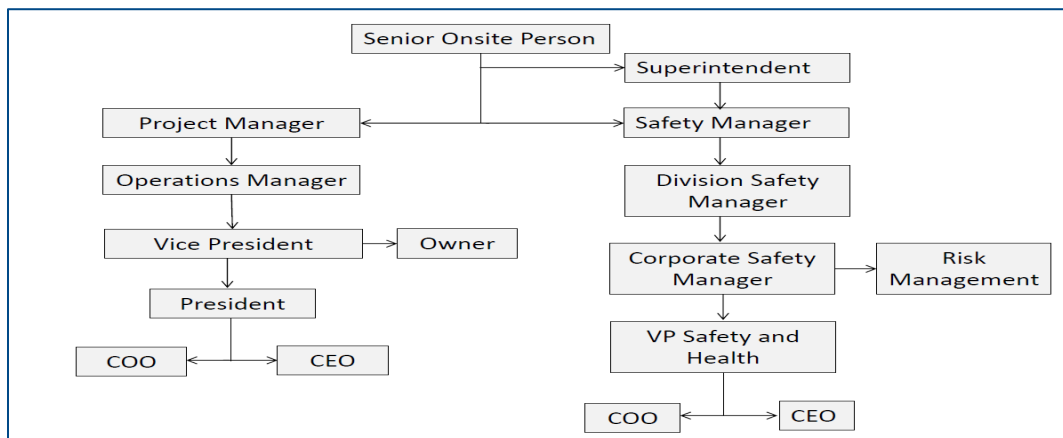 Senior Onsite Person
Superintendent
Project Manager
Safety Manager
Operations Manager
Division Safety
Manager
Vice President
Owner
Corporate Safety
Manager
Risk
Management
President
VP Safety and
Health
COO
CEO
COO
CEO